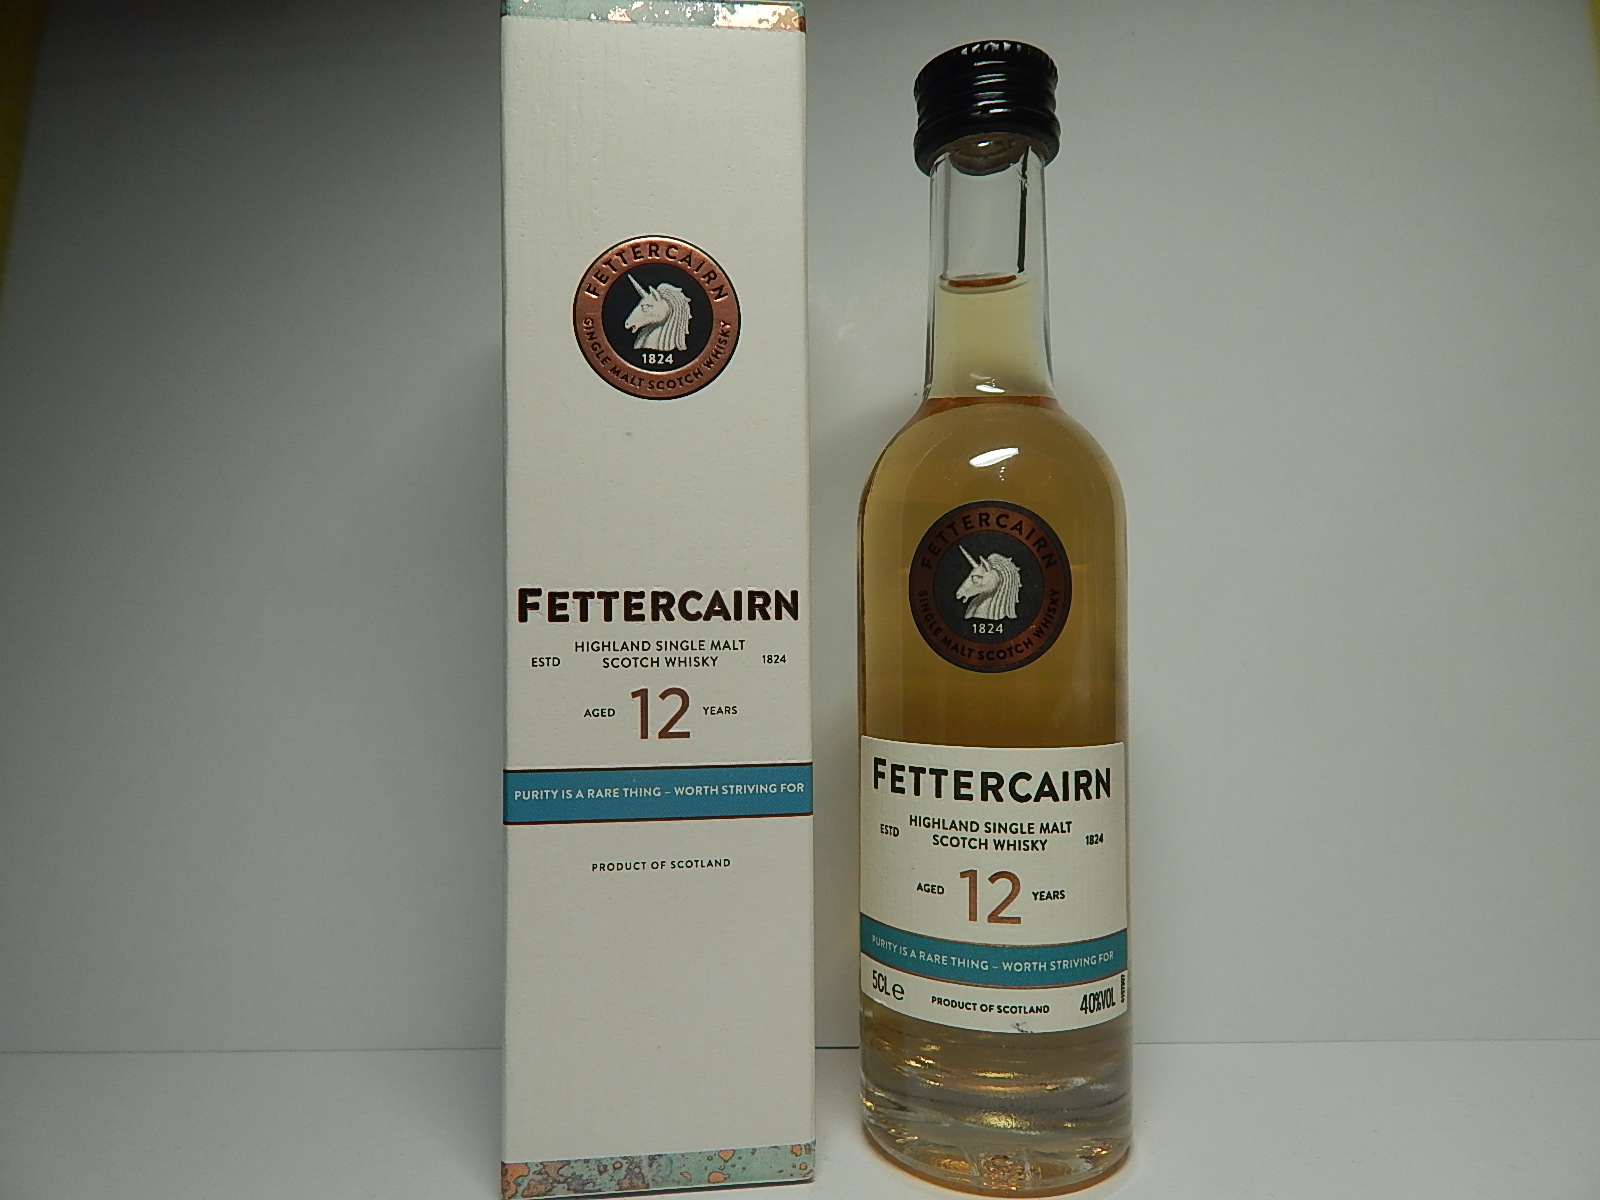 FETTERCAIRN
1824
SINGLE MALT SCOTCH WHISKY
FETTERCAIRN
HIGHLAND SINGLE MALT
ESTD SCOTCH WHISKY 1824
AGED 12 YEARS
PURITY IS A RARE THING – WORTH STRIVING FOR
PRODUCT OF SCOTLAND
FETTERCAIRN
1824
SINGLE MALT SCOTCH WHISKY
FETTERCAIRN
HIGHLAND SINGLE MALT
ESTD SCOTCH WHISKY 1824
AGED 12 YEARS
PURITY IS A RARE THING – WORTH STRIVING FOR
5CL e PRODUCT OF SCOTLAND 40%VOL